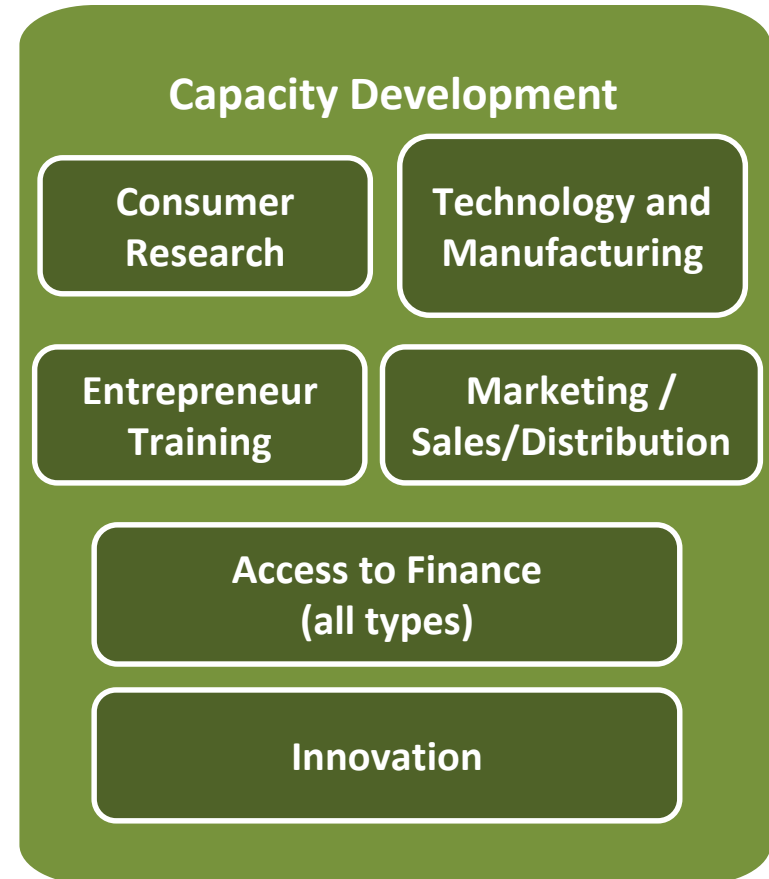 Capacity Development
Consumer
Research
Technology and
Manufacturing
Entrepreneur
Training
Marketing /
Sales/Distribution
Access to Finance
(all types)
Innovation